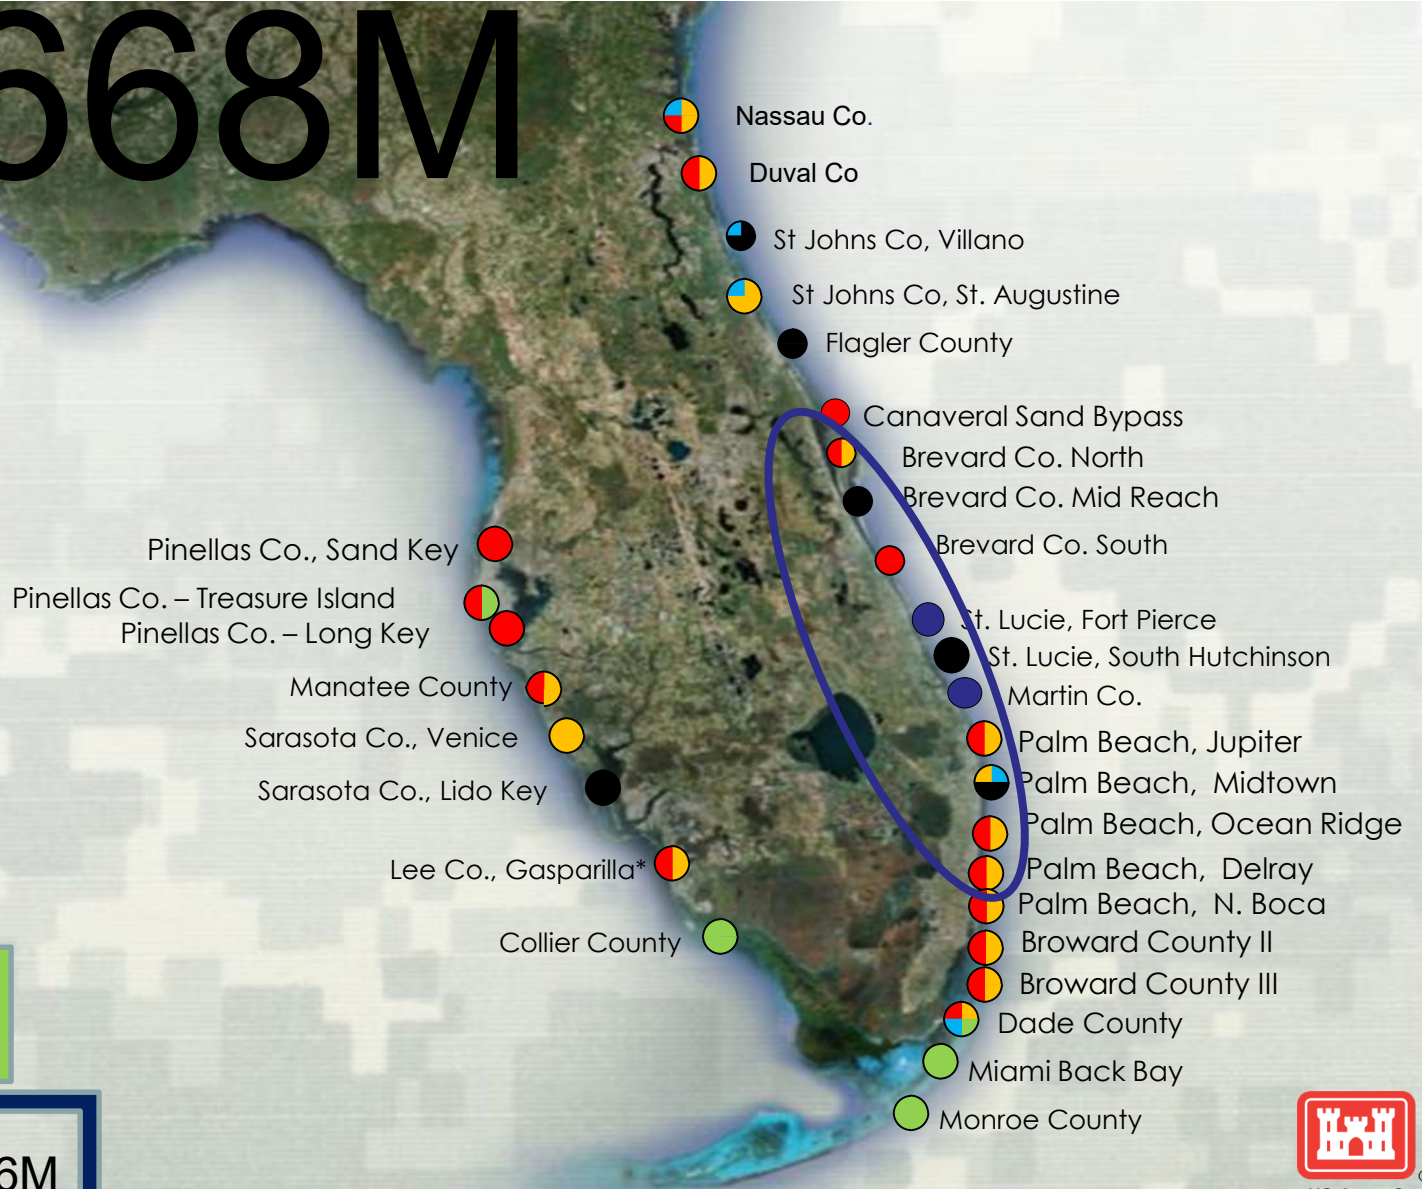 668M
Nassau Co.
Duval Co
St Johns Co, Villano
St Johns Co, St. Augustine
Flagler County
Canaveral Sand Bypass
Brevard Co. North
Brevard Co. Mid Reach
Brevard Co. South
Pinellas Co., Sand Key
Pinellas Co. – Treasure Island
Pinellas Co. – Long Key
St. Lucie, Fort Pierce
St. Lucie, South Hutchinson
Manatee County
Martin Co.
Sarasota Co., Venice
Palm Beach, Jupiter
Sarasota Co., Lido Key
Palm Beach, Midtown
Palm Beach, Ocean Ridge
Lee Co., Gasparilla*
Palm Beach, Delray
Palm Beach, N. Boca
Collier County
Broward County II
Broward County III
Dade County
Miami Back Bay
Monroe County
6M